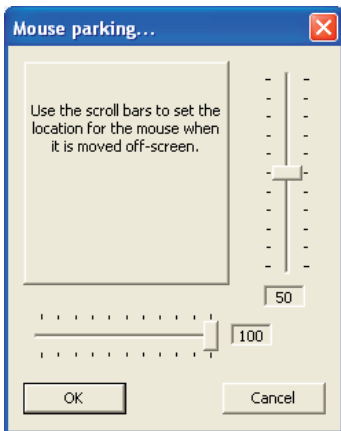 Mouse parking...
Use the scroll bars to set the
location for the mouse when
it is moved off-screen.
50
100
OK
Cancel